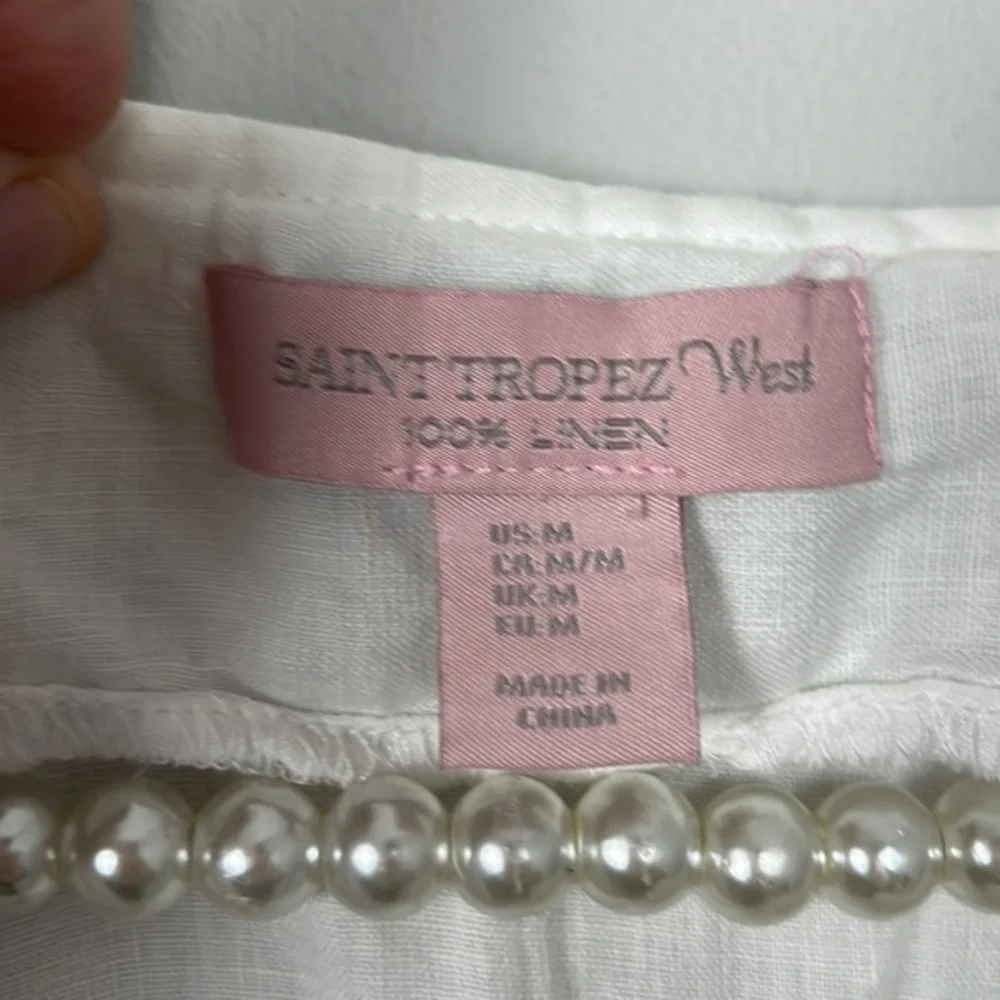 SAINT TROPEZ West
100% LINEN
US:M
CA:M/M
UK:M
EU:M
MADE IN
CHINA